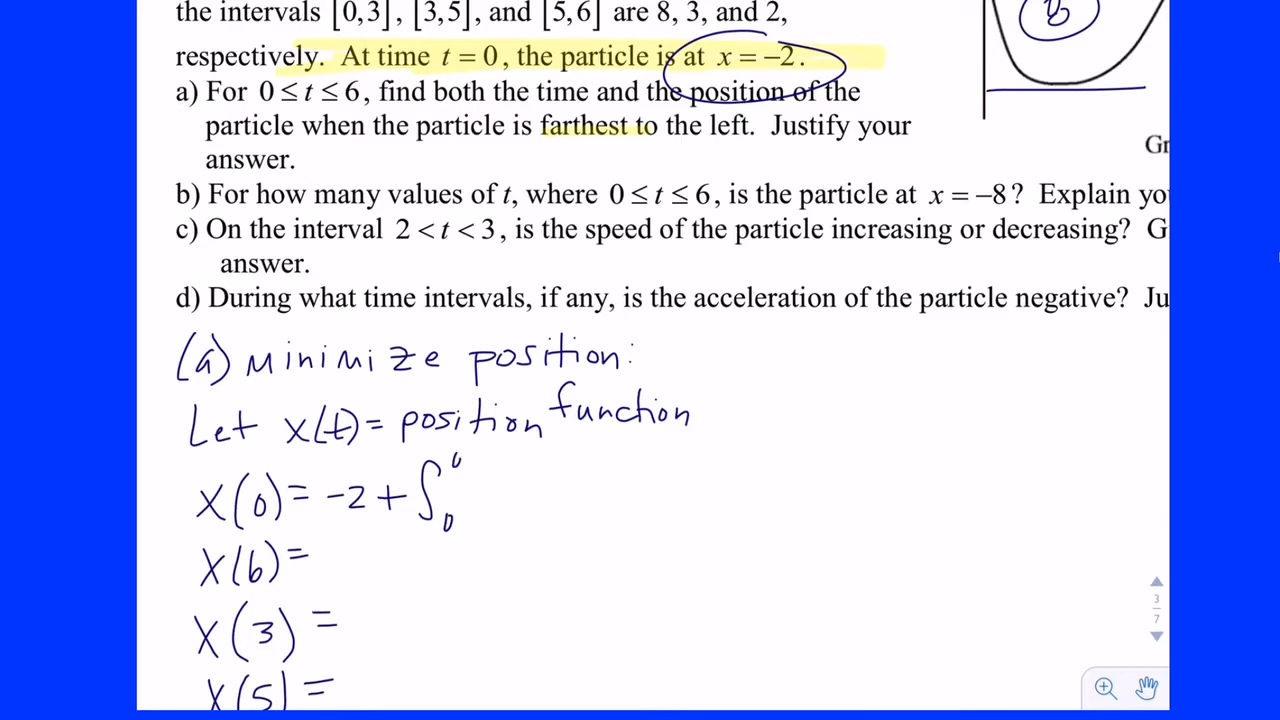 the intervals [0,3], [3,5], and [5,6] are 8, 3, and 2,
respectively. At time t = 0, the particle is at x = −2.
a) For 0 ≤ t ≤ 6, find both the time and the position of the
particle when the particle is farthest to the left. Justify your
answer.
b) For how many values of t, where 0 ≤ t ≤ 6, is the particle at x = −8? Explain yo
c) On the interval 2 < t < 3, is the speed of the particle increasing or decreasing? G
answer.
d) During what time intervals, if any, is the acceleration of the particle negative? Ju
Gr
(a) minimize position:
Let x(t) = position function
x(0) = -2 + ∫₀⁰
x(6) =
x(3) =
x(5) =
3
7